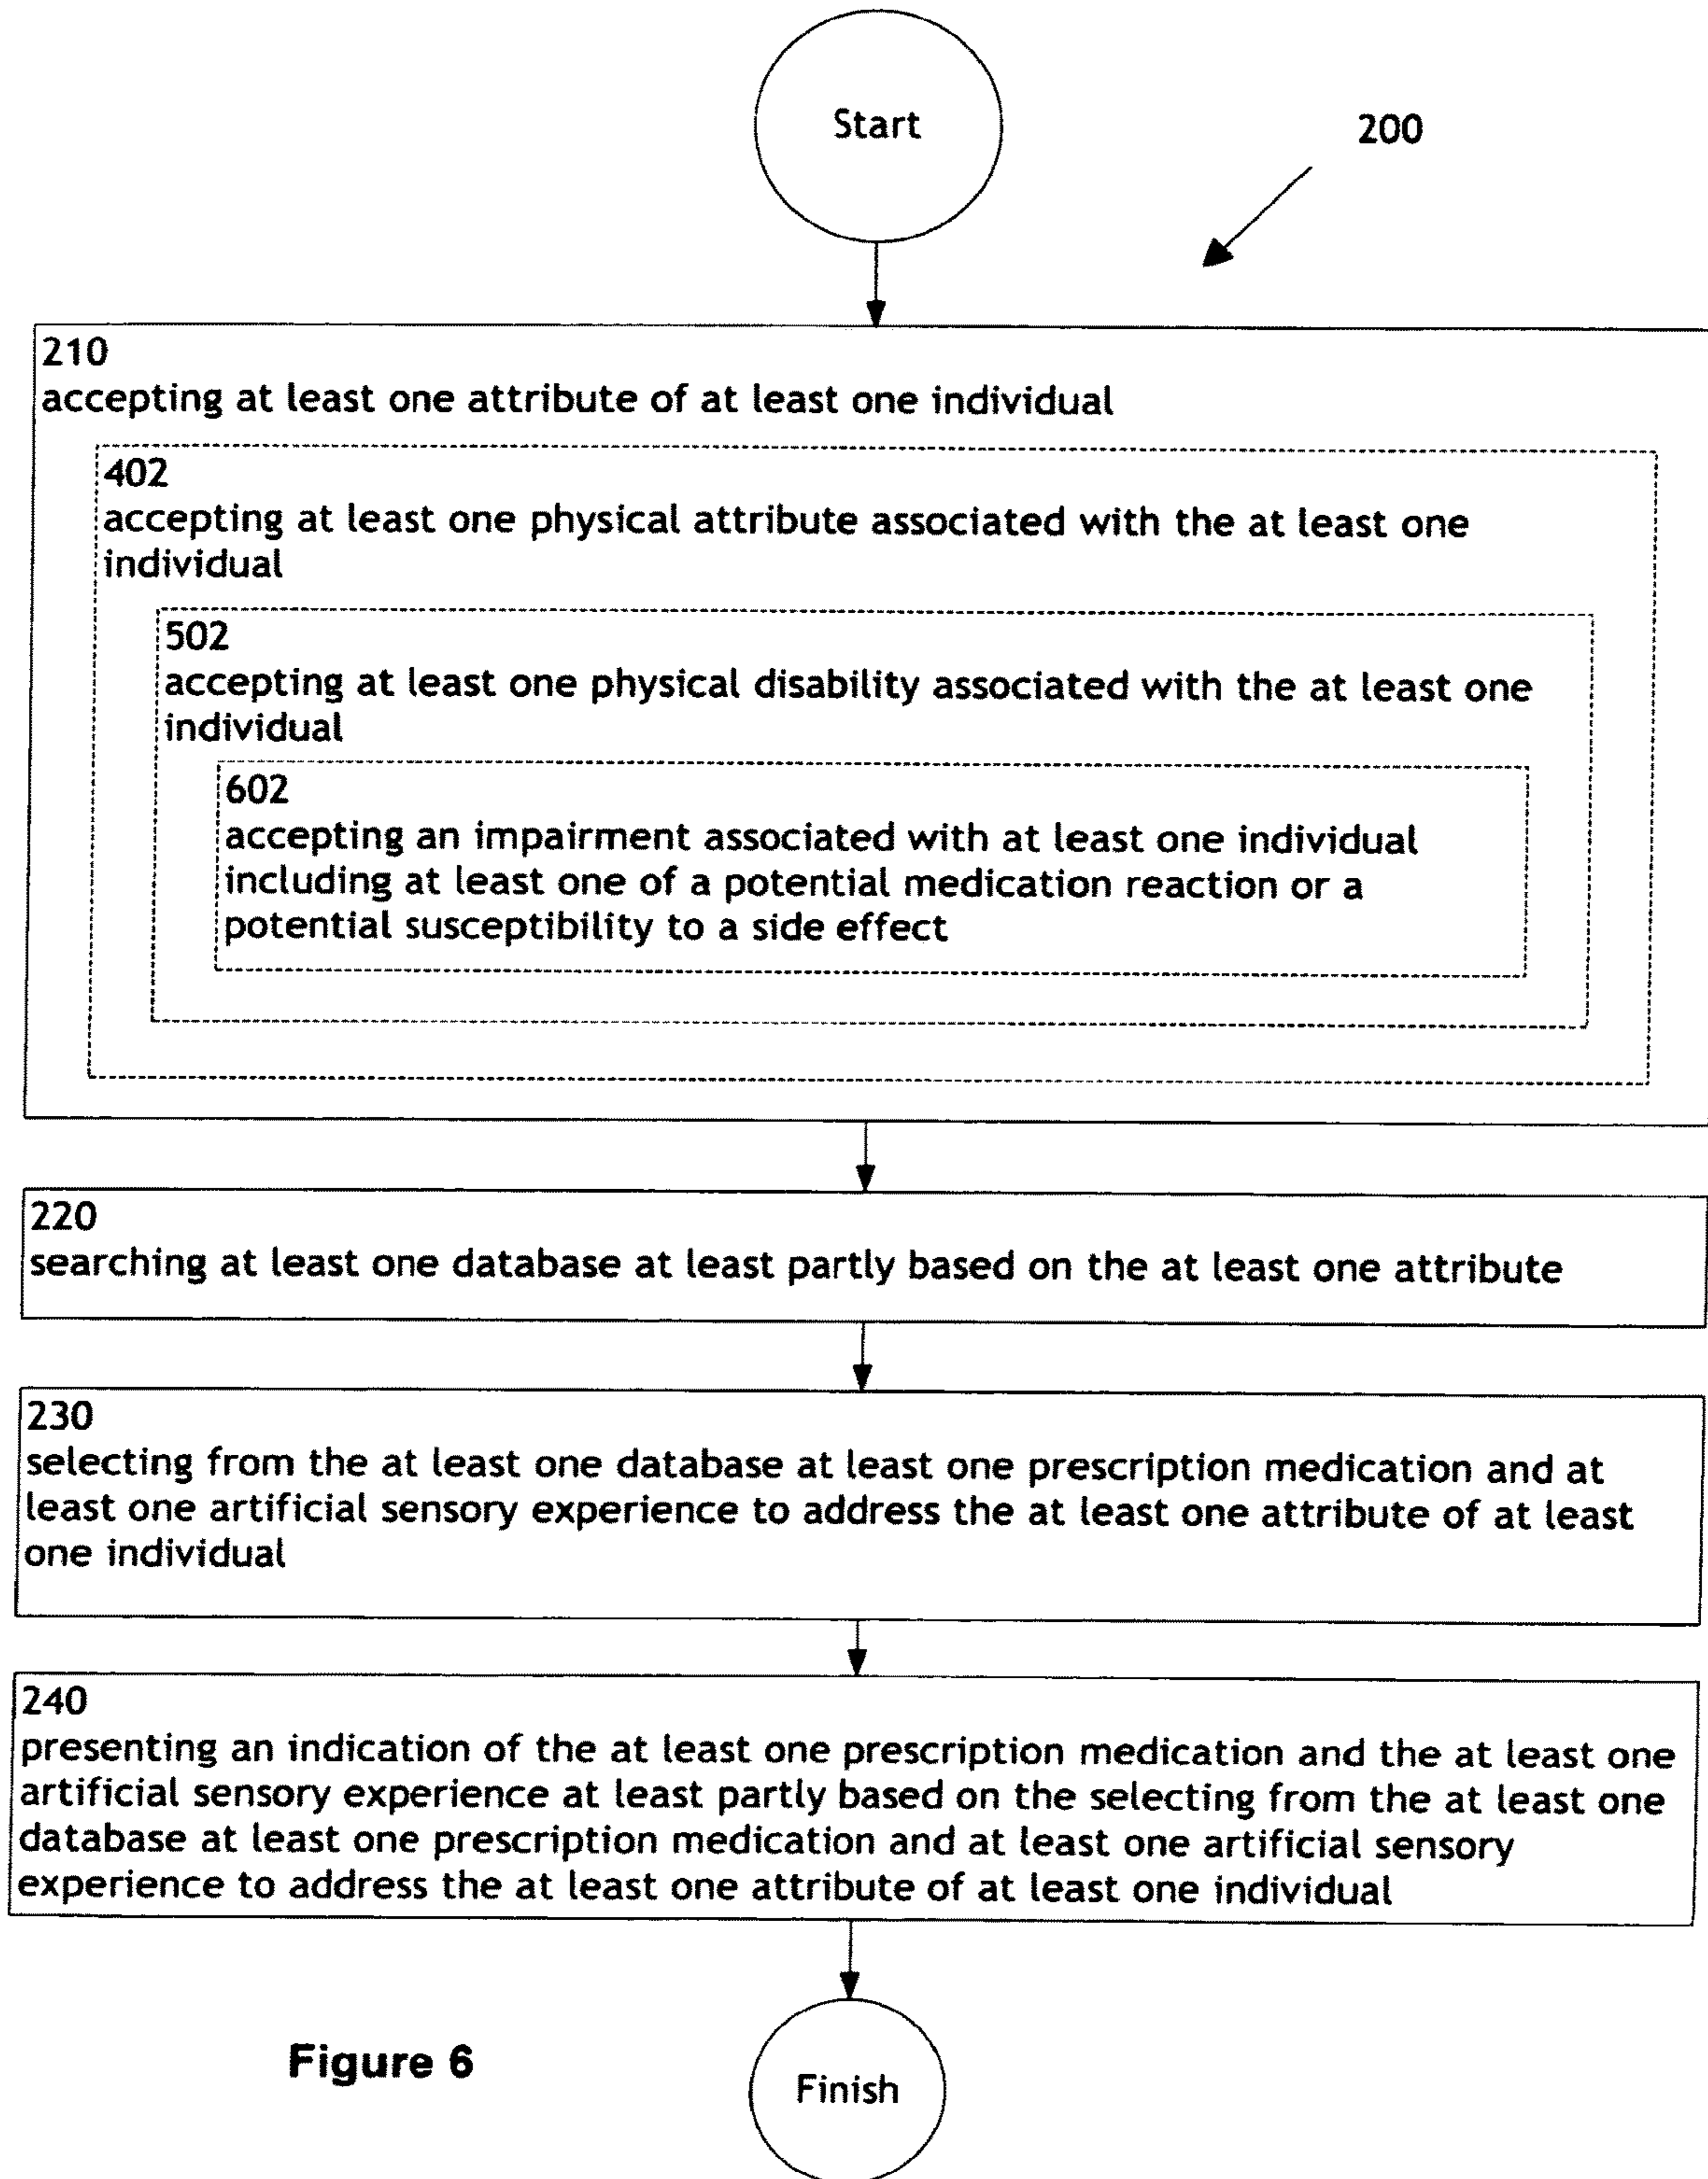 Start
200
210
accepting at least one attribute of at least one individual
402
accepting at least one physical attribute associated with the at least one
individual
502
accepting at least one physical disability associated with the at least one
individual
602
accepting an impairment associated with at least one individual
including at least one of a potential medication reaction or a
potential susceptibility to a side effect
220
searching at least one database at least partly based on the at least one attribute
230
selecting from the at least one database at least one prescription medication and at
least one artificial sensory experience to address the at least one attribute of at least
one individual
240
presenting an indication of the at least one prescription medication and the at least one
artificial sensory experience at least partly based on the selecting from the at least one
database at least one prescription medication and at least one artificial sensory
experience to address the at least one attribute of at least one individual
Figure 6
Finish